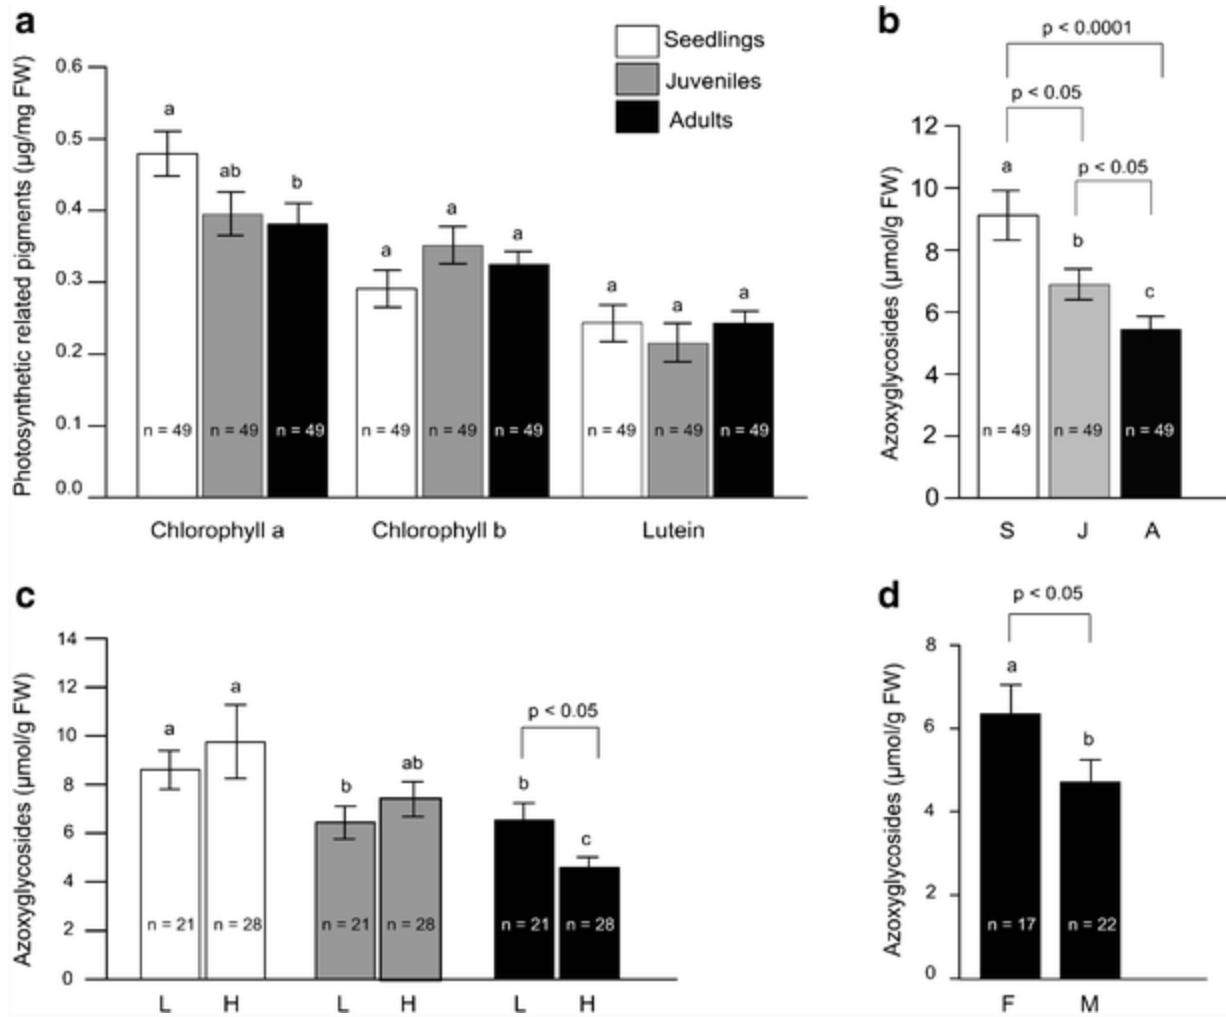 a
Seedlings
Juveniles
Adults
Photosynthetic related pigments (µg/mg FW)
0.6
0.5
0.4
0.3
0.2
0.1
0.0
a
ab
b
a
a
a
a
a
a
n = 49
n = 49
n = 49
n = 49
n = 49
n = 49
n = 49
n = 49
n = 49
Chlorophyll a
Chlorophyll b
Lutein
b
p < 0.0001
p < 0.05
p < 0.05
Azoxyglycosides (µmol/g FW)
12
10
8
6
4
2
0
a
b
c
n = 49
n = 49
n = 49
S
J
A
c
Azoxyglycosides (µmol/g FW)
14
12
10
8
6
4
2
0
a
a
b
ab
p < 0.05
b
c
n = 21
n = 28
n = 21
n = 28
n = 21
n = 28
L
H
L
H
L
H
d
p < 0.05
Azoxyglycosides (µmol/g FW)
8
6
4
2
0
a
b
n = 17
n = 22
F
M